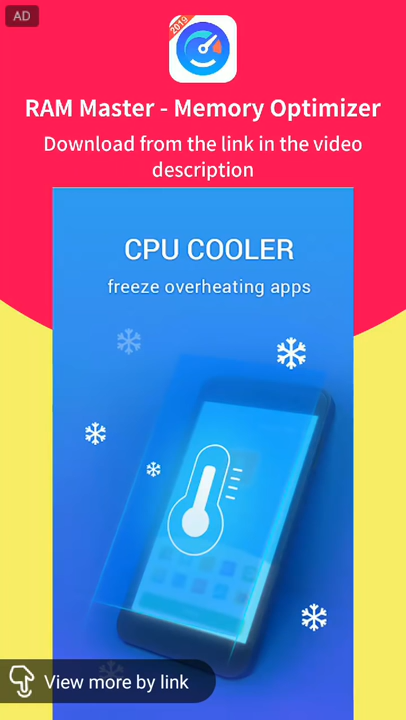 AD
2019
RAM Master - Memory Optimizer
Download from the link in the video
description
CPU COOLER
freeze overheating apps
View more by link